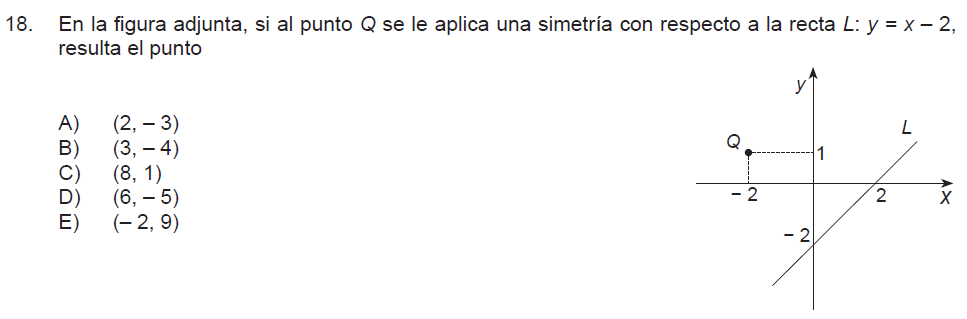 18. En la figura adjunta, si al punto Q se le aplica una simetría con respecto a la recta L: y = x – 2,
resulta el punto
A) (2, – 3)
B) (3, – 4)
C) (8, 1)
D) (6, – 5)
E) (– 2, 9)
y
L
Q
1
– 2
2
X
– 2